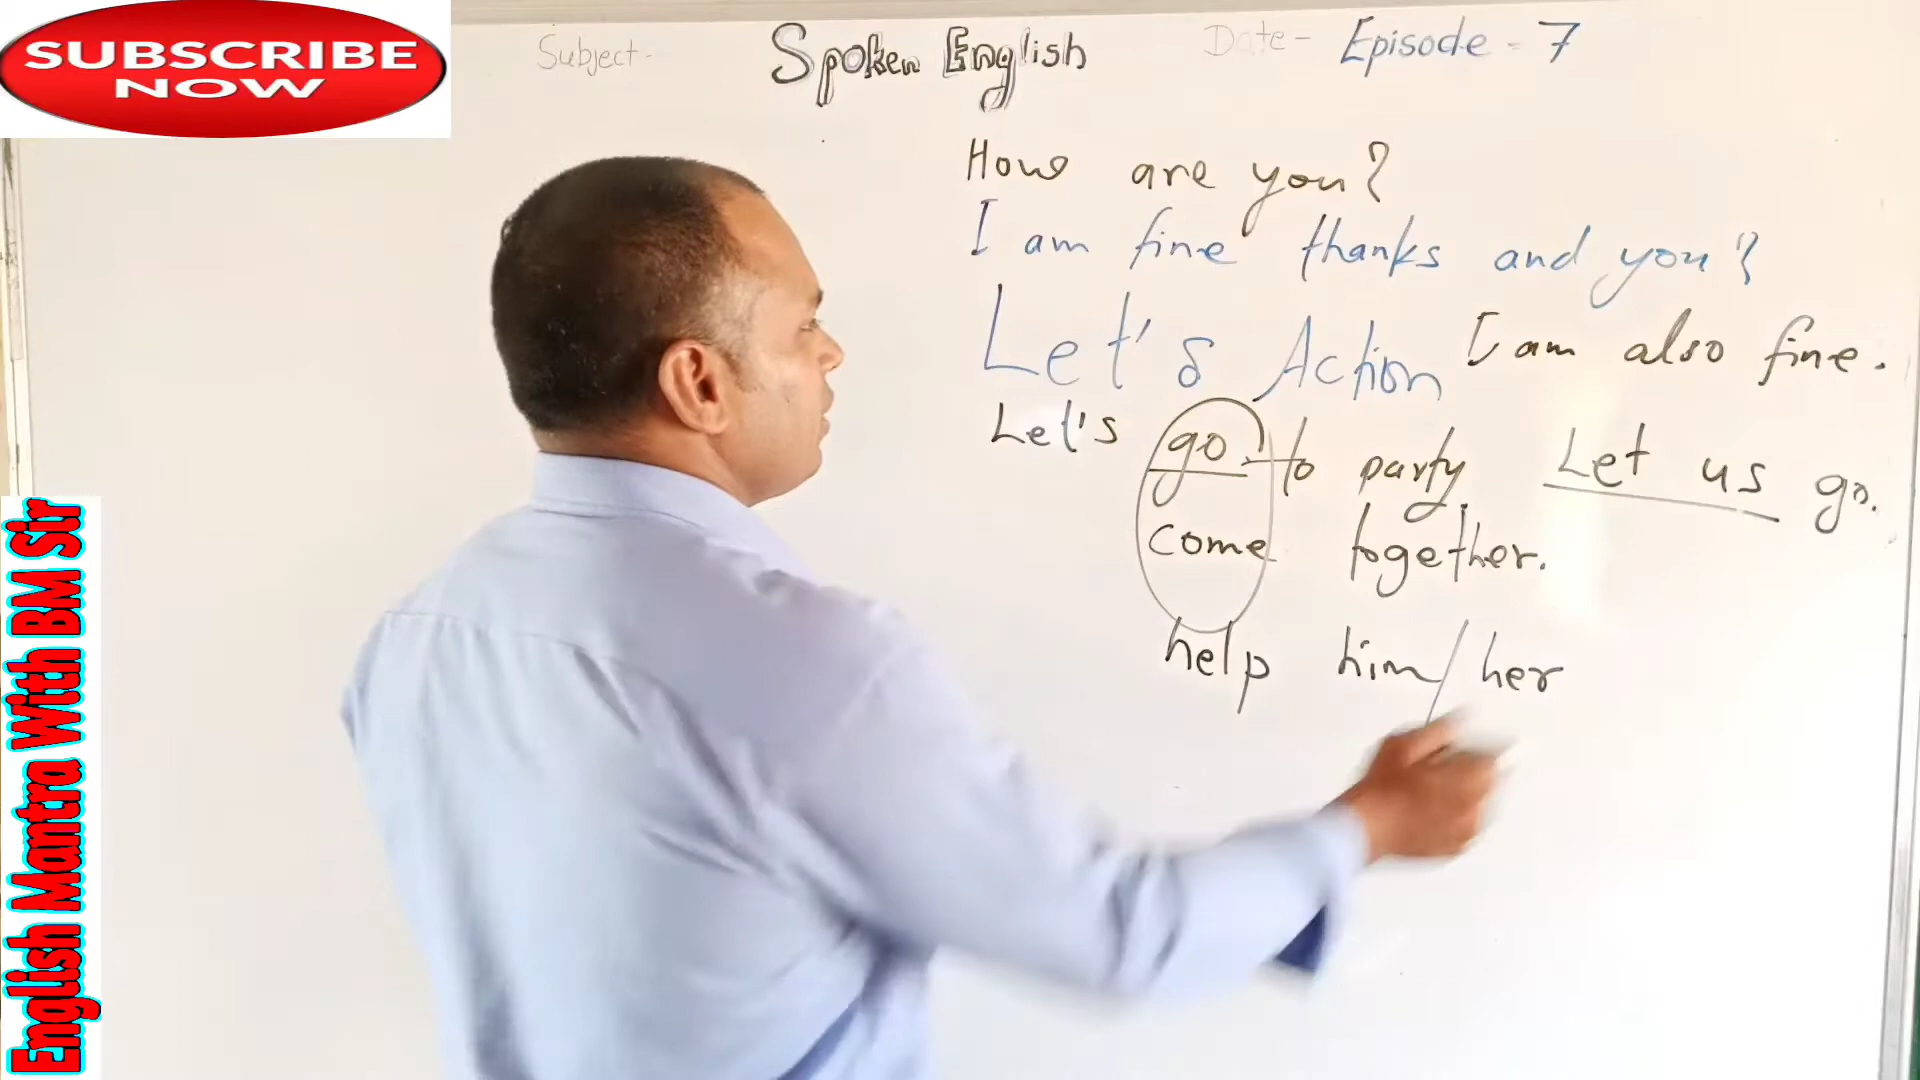 SUBSCRIBE
NOW
Subject - Spoken English Date - Episode - 7
How are you?
I am fine thanks and you?
Let's Action I am also fine.
Let's go to party Let us go.
come together.
help him/her
English Mantra With BM Sir